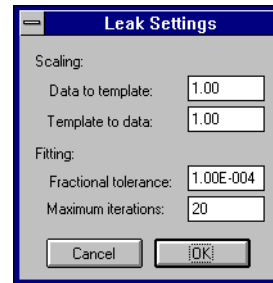 Leak Settings
Scaling:
Data to template: 1.00
Template to data: 1.00
Fitting:
Fractional tolerance: 1.00E-004
Maximum iterations: 20
Cancel OK